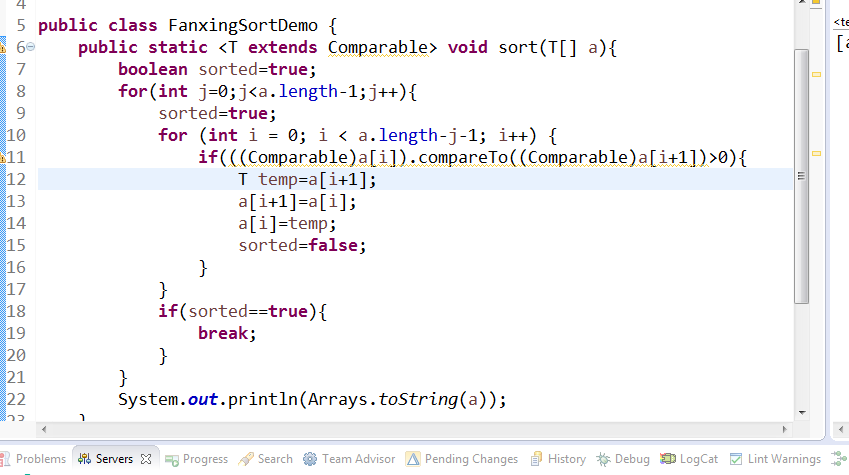 4
5 public class FanxingSortDemo {
6 public static <T extends Comparable> void sort(T[] a){
7 boolean sorted=true;
8 for(int j=0;j<a.length-1;j++){
9 sorted=true;
10 for (int i = 0; i < a.length-j-1; i++) {
11 if(((Comparable)a[i]).compareTo((Comparable)a[i+1])>0){
12 T temp=a[i+1];
13 a[i+1]=a[i];
14 a[i]=temp;
15 sorted=false;
16 }
17 }
18 if(sorted==true){
19 break;
20 }
21 }
22 System.out.println(Arrays.toString(a));
23 }
<te
[a
Problems Servers Progress Search Team Advisor Pending Changes History Debug LogCat Lint Warnings